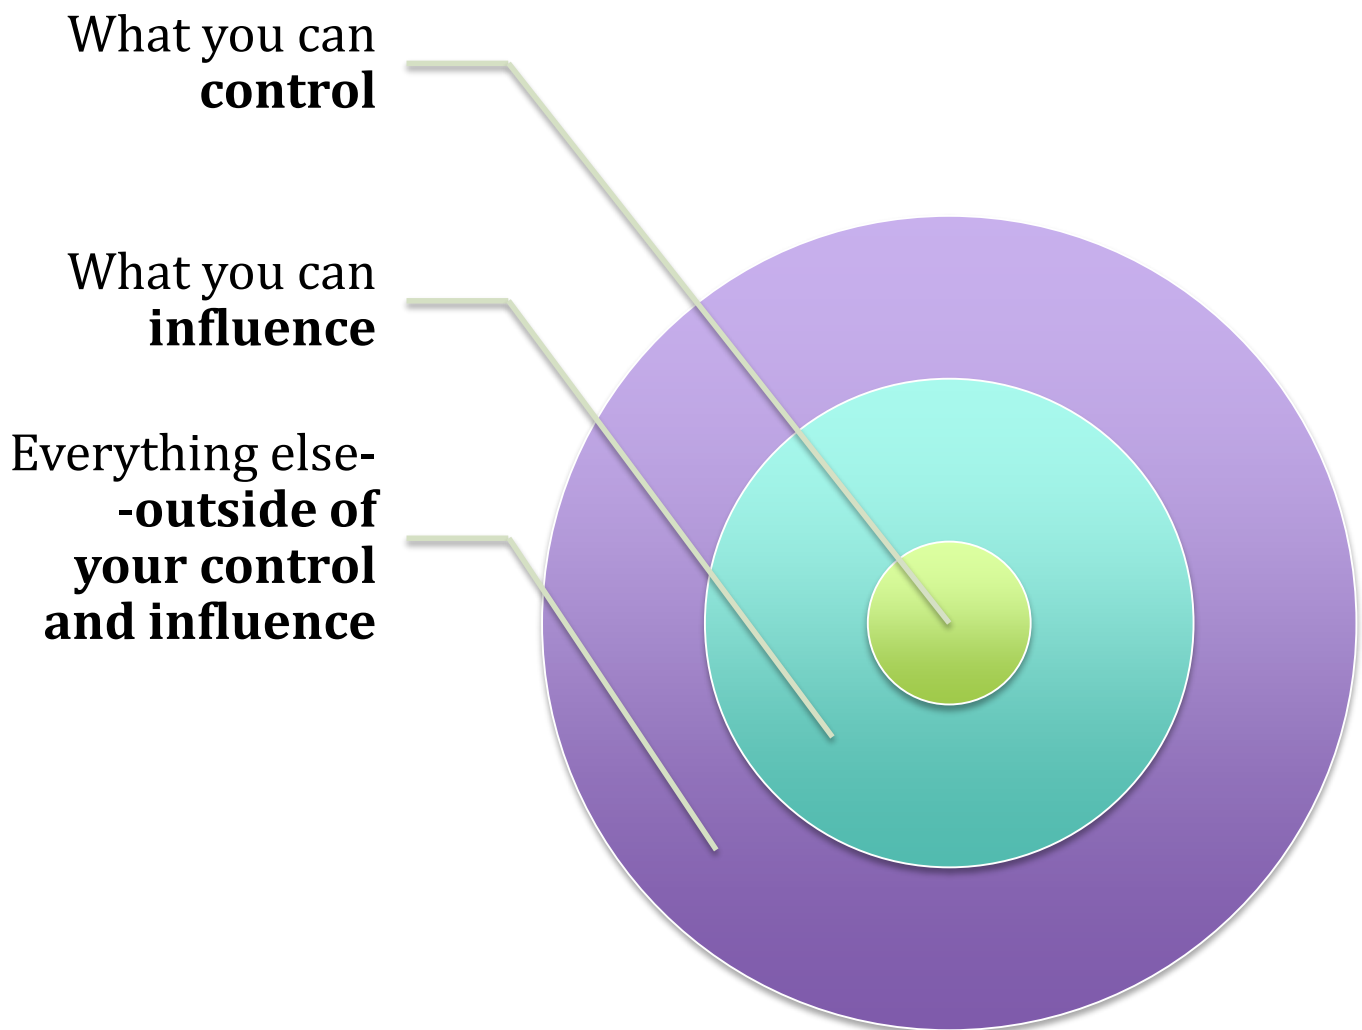 What you can
control
What you can
influence
Everything else-
-outside of
your control
and influence